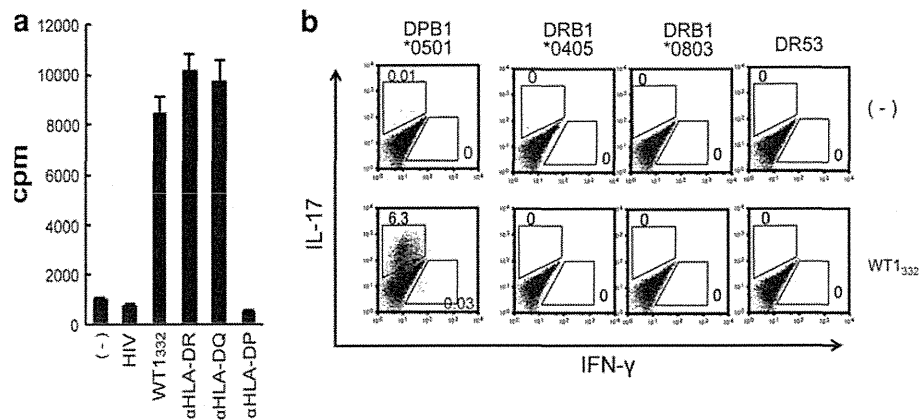 a
cpm
12000
10000
8000
6000
4000
2000
0
(-)
HIV
WT1332
αHLA-DR
αHLA-DQ
αHLA-DP
b
DPB1 *0501
DRB1 *0405
DRB1 *0803
DR53
0.01
0
0
0
0
0
0
0
(-)
6.3
0.03
0
0
0
0
0
0
WT1332
IL-17
IFN-γ